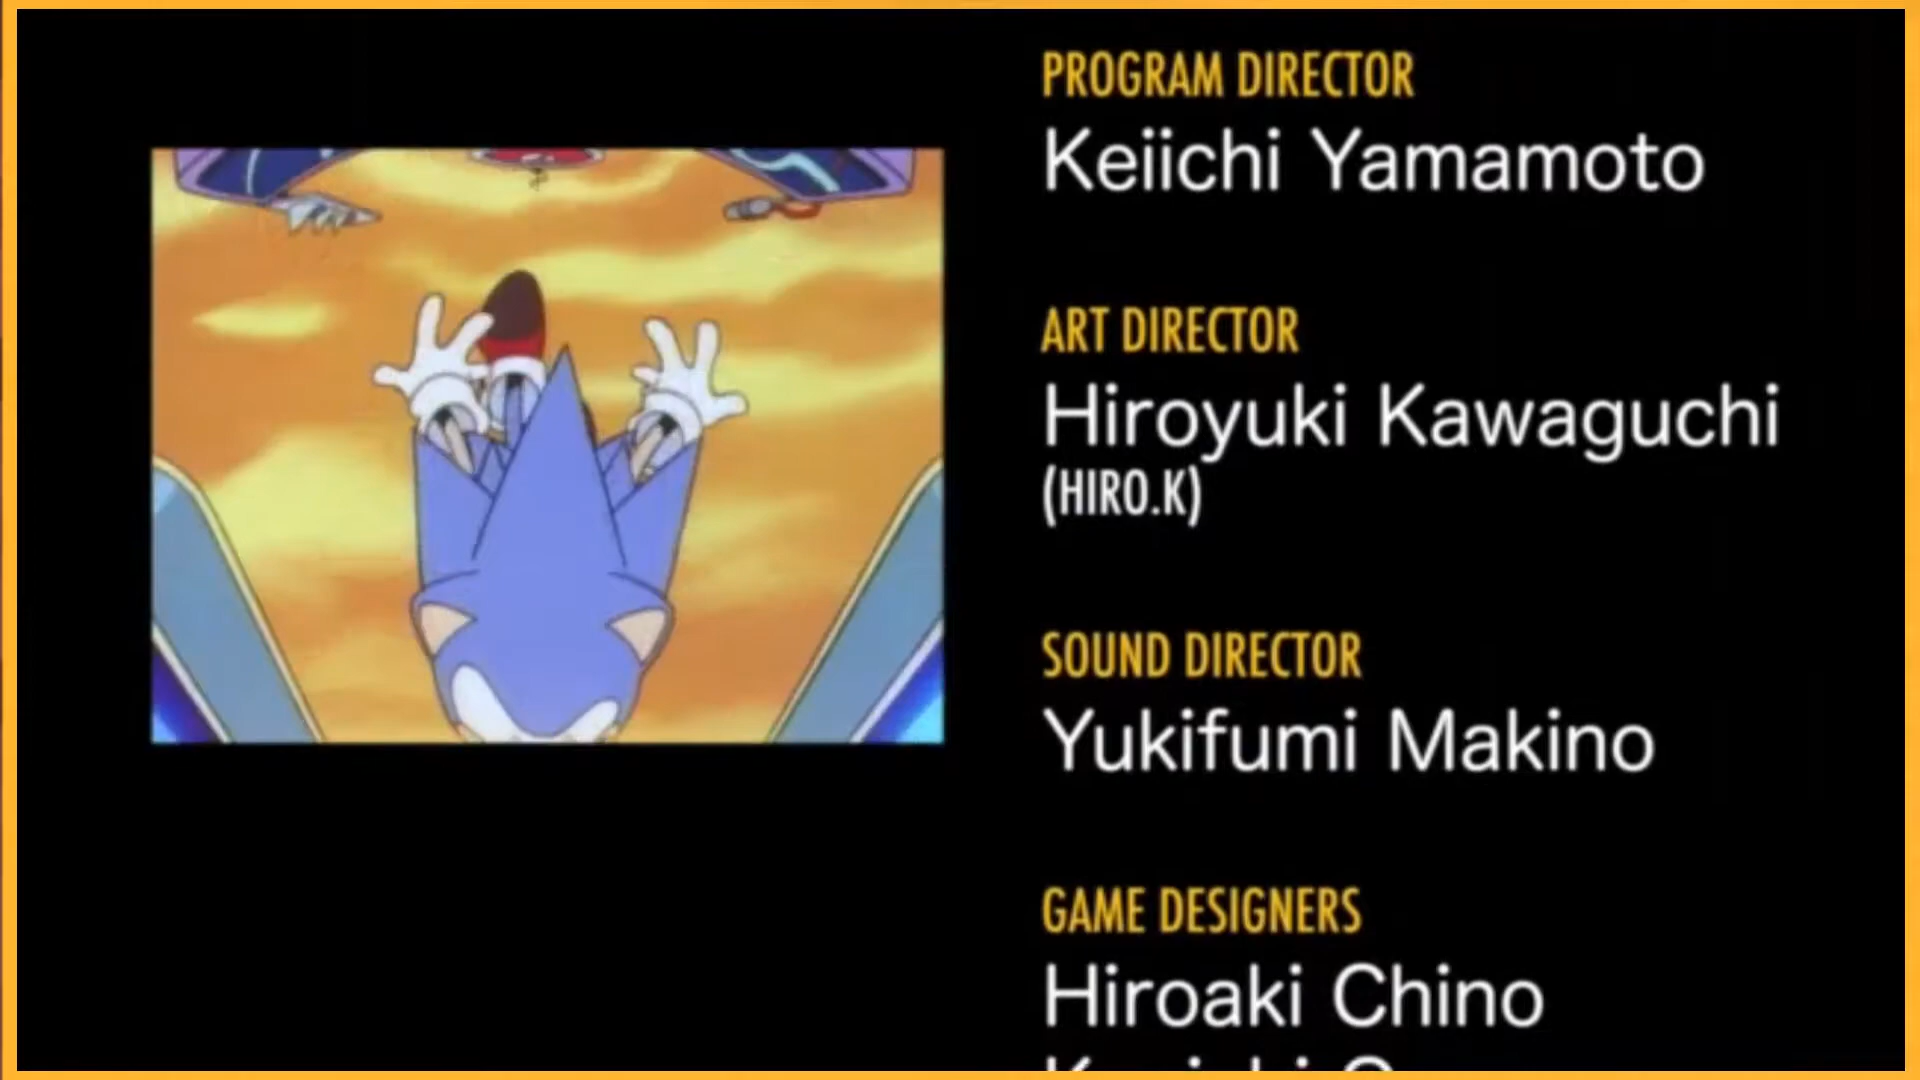 PROGRAM DIRECTOR
Keiichi Yamamoto
ART DIRECTOR
Hiroyuki Kawaguchi
(HIRO.K)
SOUND DIRECTOR
Yukifumi Makino
GAME DESIGNERS
Hiroaki Chino